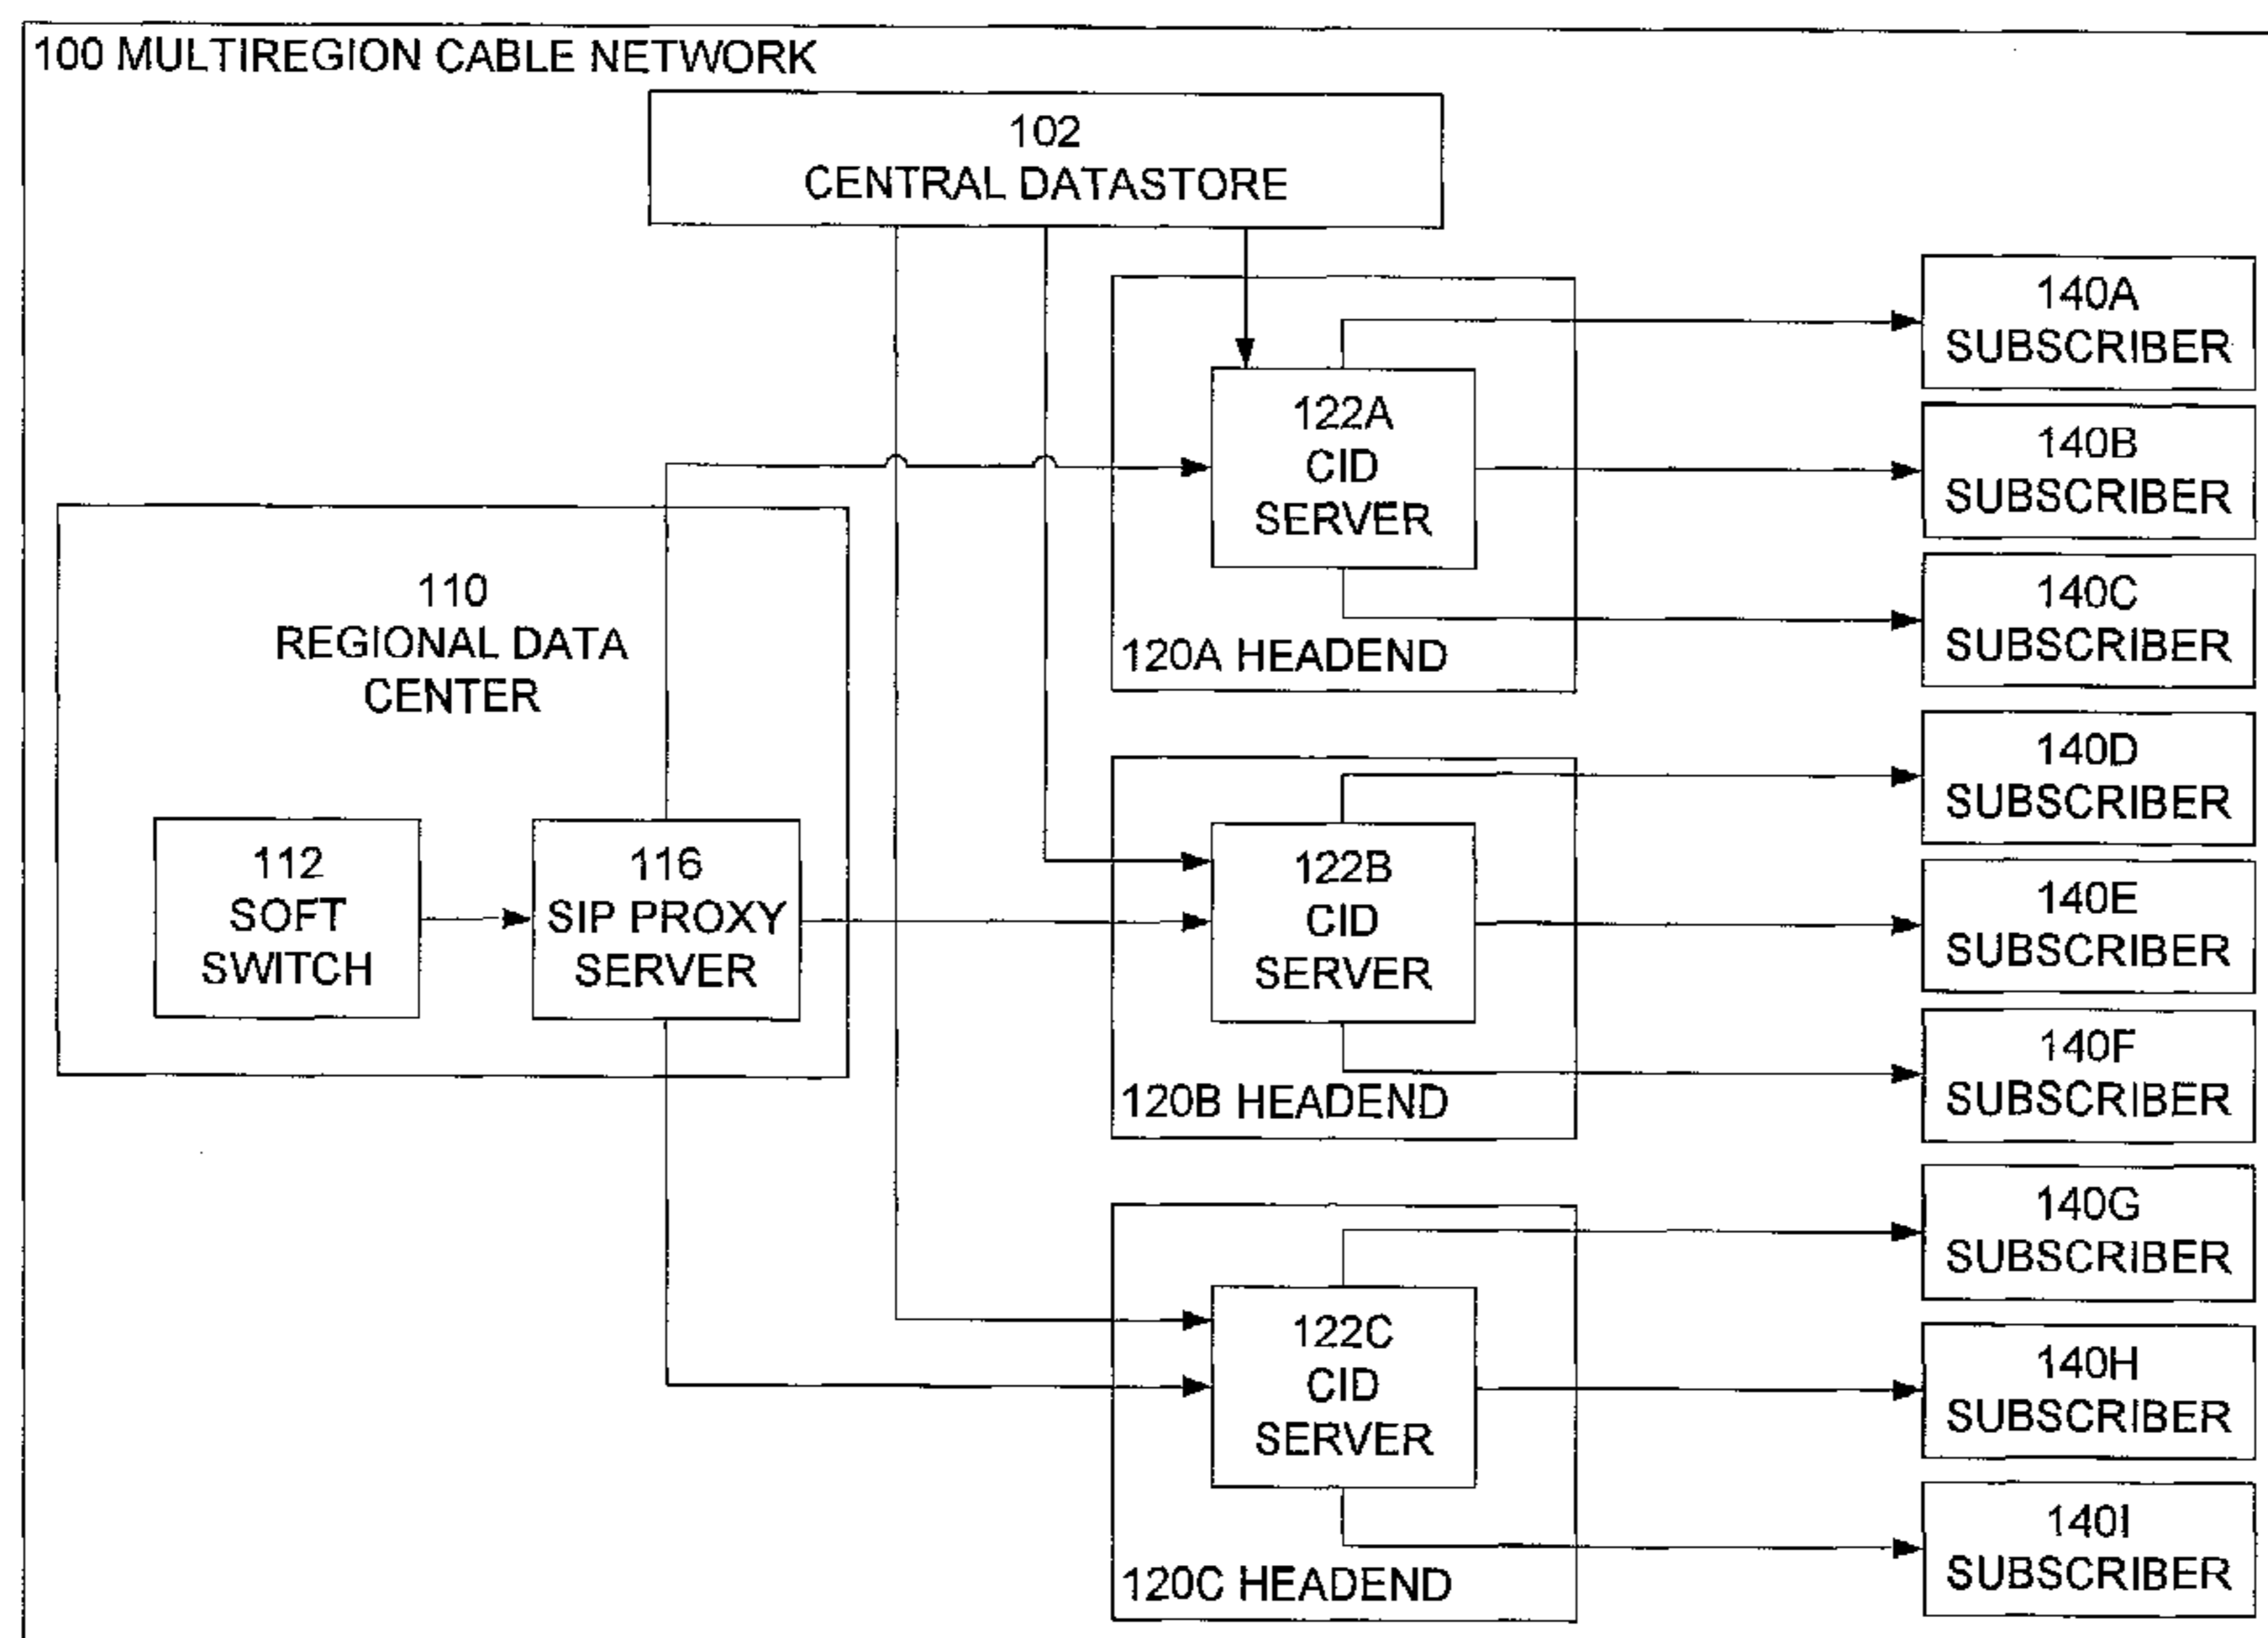 100 MULTIREGION CABLE NETWORK
102
CENTRAL DATASTORE
110
REGIONAL DATA
CENTER
112
SOFT
SWITCH
116
SIP PROXY
SERVER
122A
CID
SERVER
120A HEADEND
122B
CID
SERVER
120B HEADEND
122C
CID
SERVER
120C HEADEND
140A
SUBSCRIBER
140B
SUBSCRIBER
140C
SUBSCRIBER
140D
SUBSCRIBER
140E
SUBSCRIBER
140F
SUBSCRIBER
140G
SUBSCRIBER
140H
SUBSCRIBER
140I
SUBSCRIBER